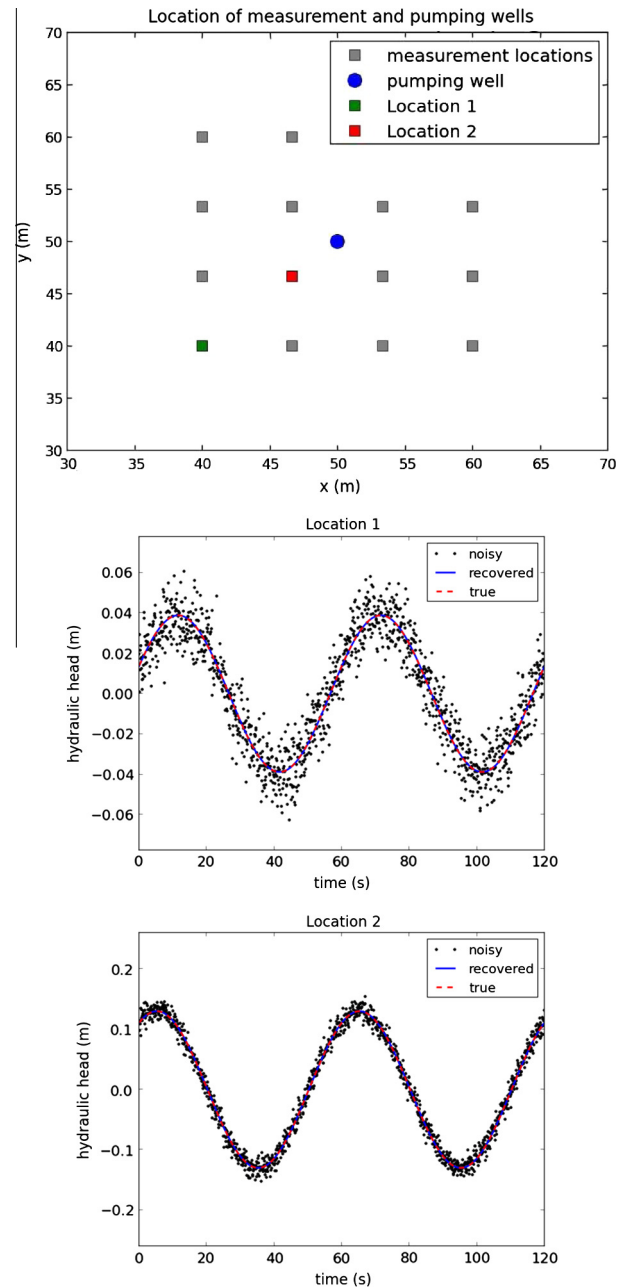 Location of measurement and pumping wells
70
65
60
55
50
45
40
35
30
y (m)
measurement locations
pumping well
Location 1
Location 2
30 35 40 45 50 55 60 65 70
x (m)
Location 1
0.06
0.04
0.02
0.00
−0.02
−0.04
−0.06
hydraulic head (m)
noisy
recovered
true
0 20 40 60 80 100 120
time (s)
Location 2
0.2
0.1
0.0
−0.1
−0.2
hydraulic head (m)
noisy
recovered
true
0 20 40 60 80 100 120
time (s)